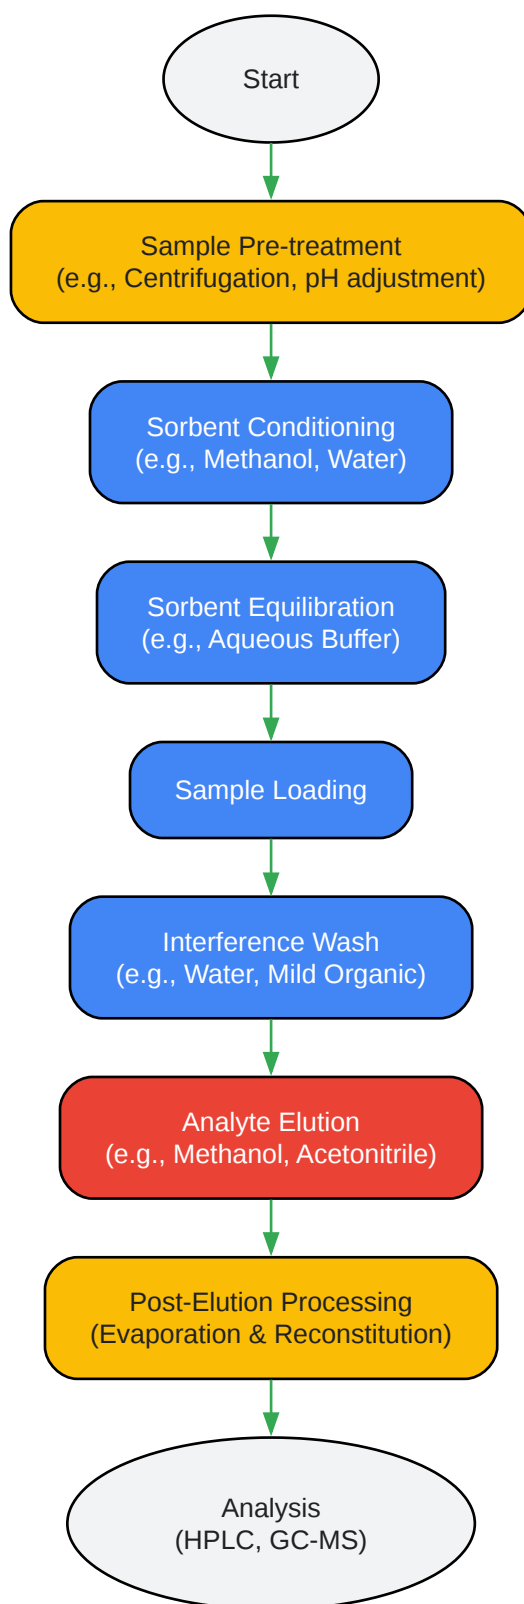 Start
Sample Pre-treatment
(e.g., Centrifugation, pH adjustment)
Sorbent Conditioning
(e.g., Methanol, Water)
Sorbent Equilibration
(e.g., Aqueous Buffer)
Sample Loading
Interference Wash
(e.g., Water, Mild Organic)
Analyte Elution
(e.g., Methanol, Acetonitrile)
Post-Elution Processing
(Evaporation & Reconstitution)
Analysis
(HPLC, GC-MS)